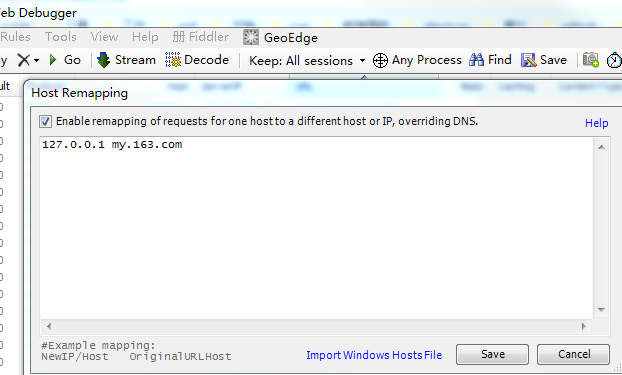 eb Debugger
Rules Tools View Help Fiddler GeoEdge
y Go Stream Decode Keep: All sessions Any Process Find Save
ult
Host Remapping
Enable remapping of requests for one host to a different host or IP, overriding DNS.
Help
127.0.0.1 my.163.com
#Example mapping:
NewIP/Host OriginalURLHost
Import Windows Hosts File
Save
Cancel